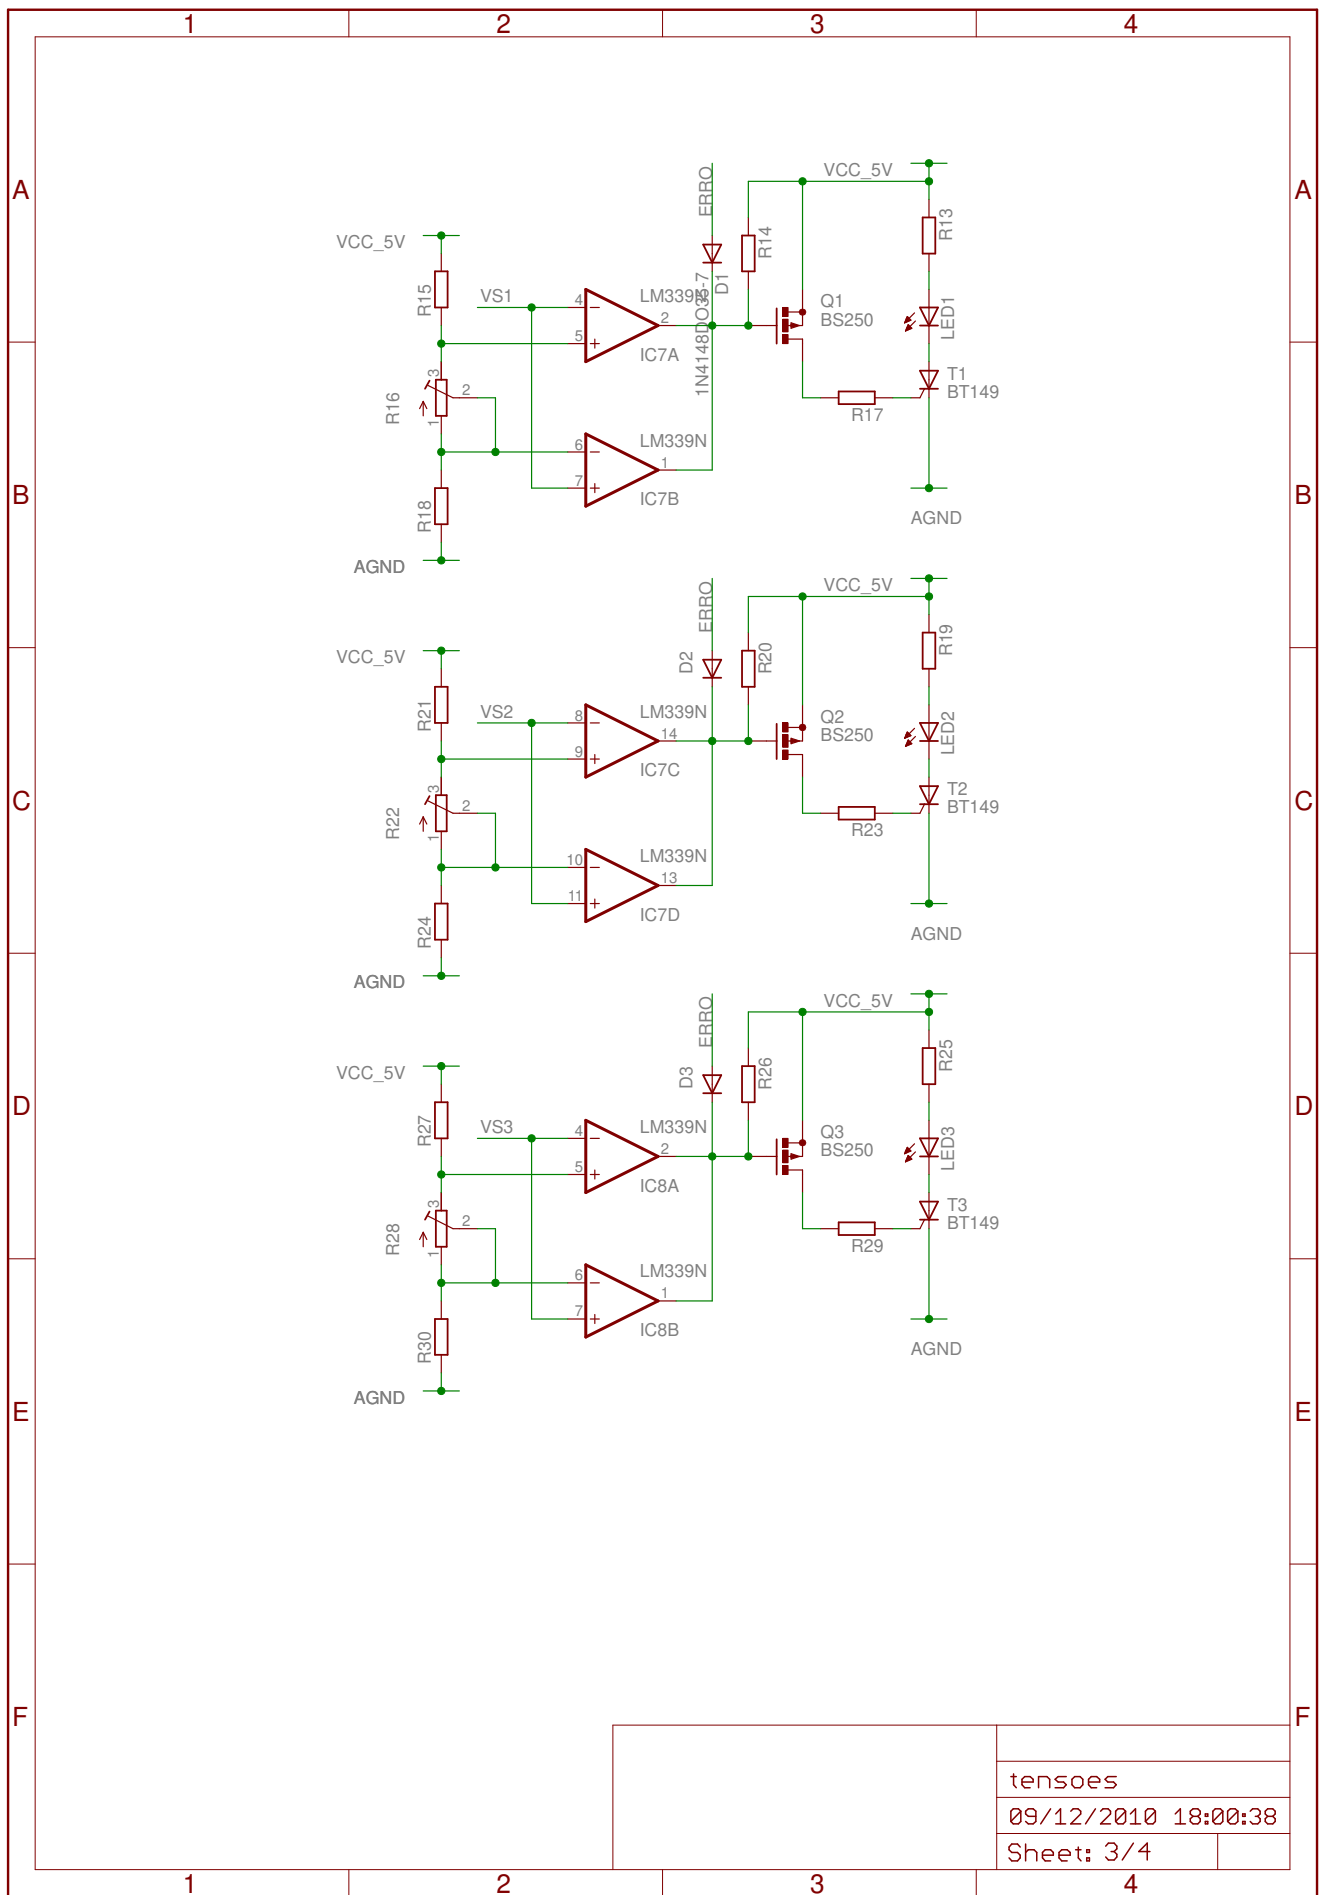 1 2 3 4
A A
VCC_5V
ERRO
R13
R14
VCC_5V
R15
VS1
4
5
LM339N
2
IC7A
1N4148DO35-7
D1
Q1
BS250
LED1
R16
3
2
1
T1
BT149
R17
6
7
LM339N
1
IC7B
B B
R18
AGND
AGND
VCC_5V
ERRO
R19
R20
D2
VCC_5V
R21
VS2
8
9
LM339N
14
IC7C
Q2
BS250
LED2
C C
R22
3
2
1
T2
BT149
R23
10
11
LM339N
13
IC7D
R24
AGND
AGND
VCC_5V
ERRO
R25
R26
D3
VCC_5V
D D
R27
VS3
4
5
LM339N
2
IC8A
Q3
BS250
LED3
R28
3
2
1
T3
BT149
R29
6
7
LM339N
1
IC8B
R30
AGND
AGND
E E
F F
tensoes
09/12/2010 18:00:38
Sheet: 3/4
1 2 3 4